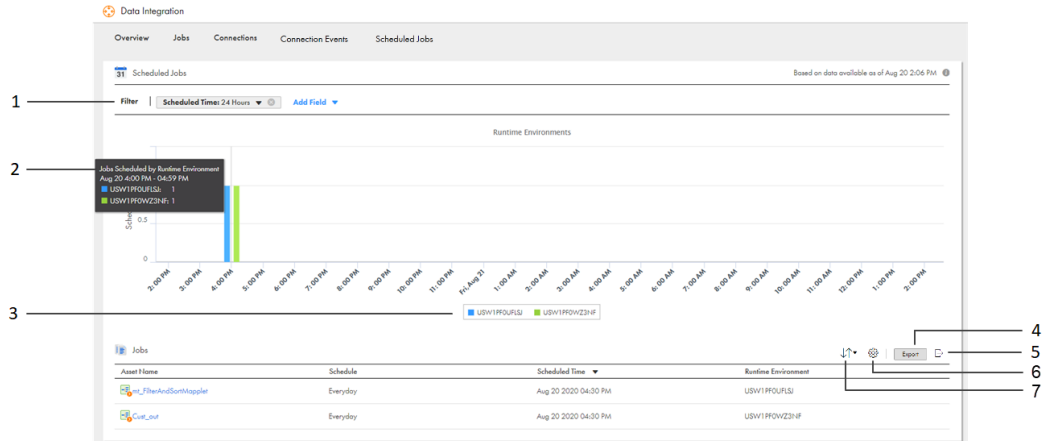 Data Integration
Overview Jobs Connections Connection Events Scheduled Jobs
31 Scheduled Jobs Based on data available as of Aug 20 2:06 PM
1 Filter Scheduled Time: 24 Hours Add Field
Runtime Environments
2
Jobs Scheduled by Runtime Environment
Aug 20 4:00 PM - 04:59 PM
USW1PF0UFLSJ: 1
USW1PF0WZ3NF: 1
0.5
0
2:00 PM 3:00 PM 4:00 PM 5:00 PM 6:00 PM 7:00 PM 8:00 PM 9:00 PM 10:00 PM 11:00 PM Fri, Aug 21 1:00 AM 2:00 AM 3:00 AM 4:00 AM 5:00 AM 6:00 AM 7:00 AM 8:00 AM 9:00 AM 10:00 AM 11:00 AM 12:00 PM 1:00 PM 2:00 PM
3 USW1PF0UFLSJ USW1PF0WZ3NF
4
Jobs Export 5
6
Asset Name Schedule Scheduled Time Runtime Environment
7
mt_FilterAndSortMapplet Everyday Aug 20 2020 04:30 PM USW1PF0UFLSJ
Cust_out Everyday Aug 20 2020 04:30 PM USW1PF0WZ3NF